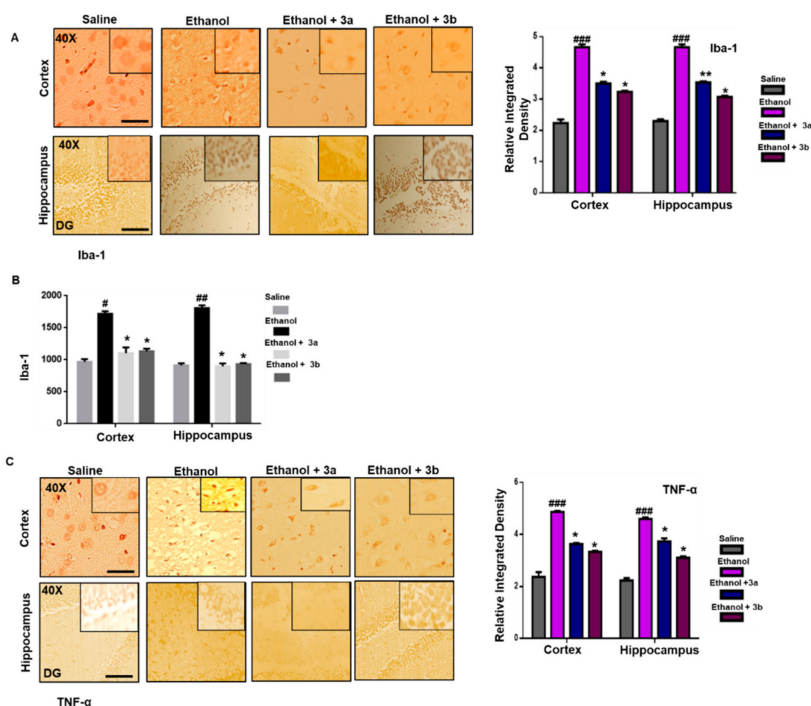 A
Saline Ethanol Ethanol + 3a Ethanol + 3b
40X
Cortex
40X
Hippocampus
DG
Iba-1
Iba-1
Relative Integrated
Density
5
4
3
2
1
0
Cortex Hippocampus
### ###
* *
** *
Saline
Ethanol
Ethanol + 3a
Ethanol + 3b
B
Iba-1
2000
1500
1000
500
0
# ##
* * * *
Cortex Hippocampus
Saline
Ethanol
Ethanol + 3a
Ethanol + 3b
C
Saline Ethanol Ethanol + 3a Ethanol + 3b
40X
Cortex
40X
Hippocampus
DG
TNF-α
TNF-α
Relative Integrated Density
6
4
2
0
### ###
* * * *
Cortex Hippocampus
Saline
Ethanol
Ethanol +3a
Ethanol + 3b